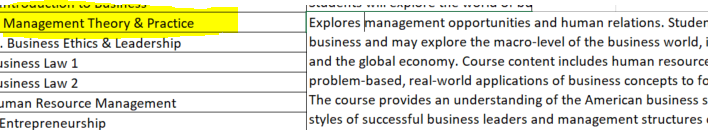 Introduction to Business
Students will explore the world of bu
Management Theory & Practice
Explores management opportunities and human relations. Studen
. Business Ethics & Leadership
business and may explore the macro-level of the business world, i
usiness Law 1
and the global economy. Course content includes human resource
usiness Law 2
problem-based, real-world applications of business concepts to fo
uman Resource Management
The course provides an understanding of the American business s
Entrepreneurship
styles of successful business leaders and management structures